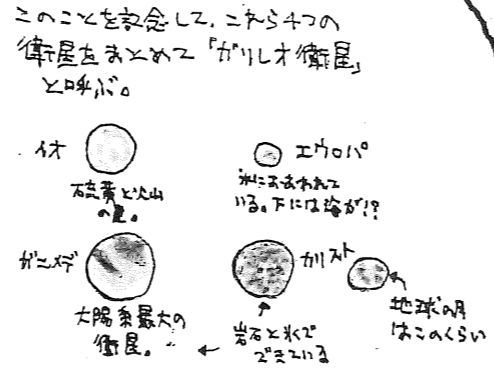 このことを記念して、これら4つの
衛星をまとめて「ガリレオ衛星」
と呼ぶ。
イオ
硫黄と火山
の星。
エウロパ
氷におおわれて
いる。下には海が!?
ガニメデ
太陽系最大の
衛星。
カリスト
岩石と氷で
できている
地球の月
はこのくらい